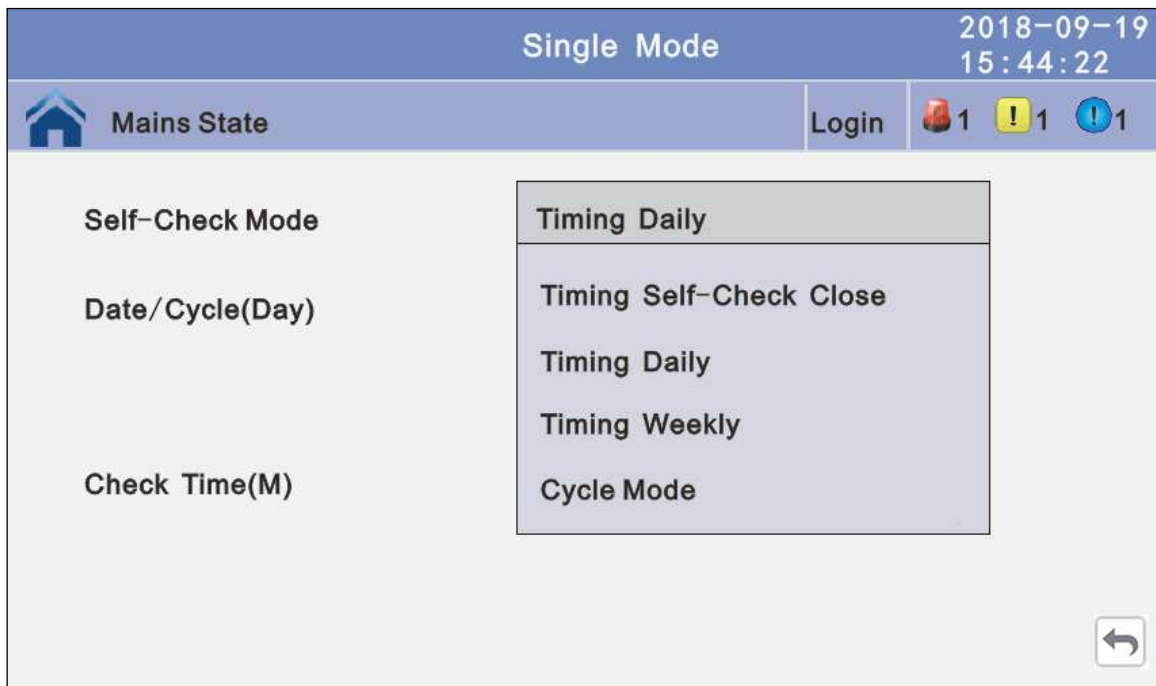 Single Mode
2018-09-19
15:44:22
Mains State
Login
1
! 1
! 1
Self-Check Mode
Timing Daily
Timing Self-Check Close
Date/Cycle(Day)
Timing Daily
Timing Weekly
Check Time(M)
Cycle Mode